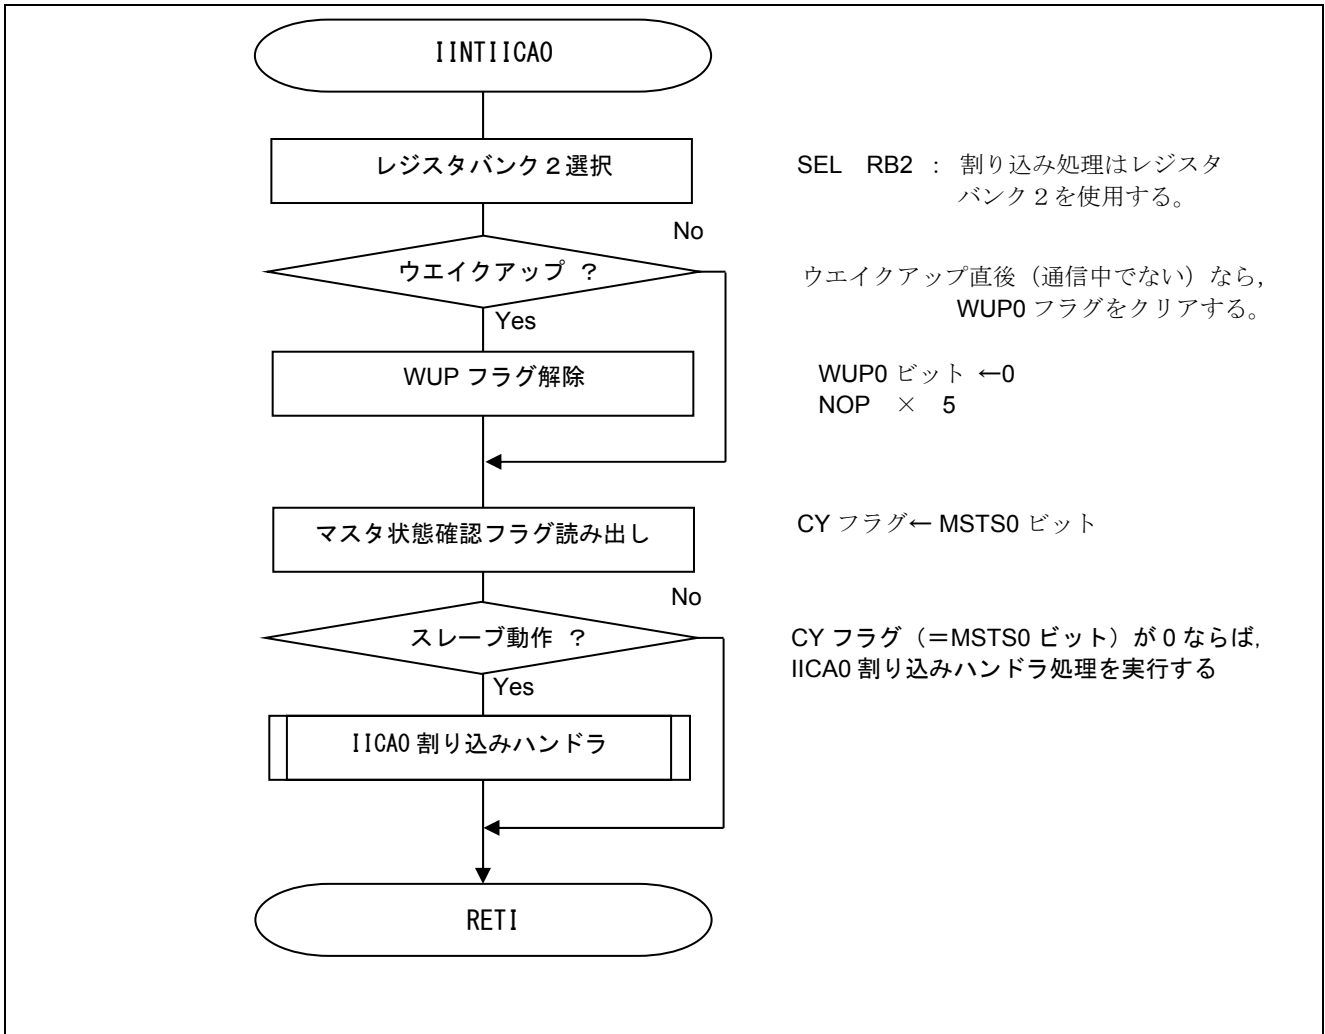 IINTIICA0
レジスタバンク２選択
SEL RB2 ： 割り込み処理はレジスタ
バンク２を使用する。
No
ウエイクアップ ？
ウエイクアップ直後（通信中でない）なら,
WUP0 フラグをクリアする。
Yes
WUP フラグ解除
WUP0 ビット ←0
NOP × 5
マスタ状態確認フラグ読み出し
CY フラグ← MSTS0 ビット
No
スレーブ動作 ？
CY フラグ（＝MSTS0 ビット）が 0 ならば,
IICA0 割り込みハンドラ処理を実行する
Yes
IICA0 割り込みハンドラ
RETI